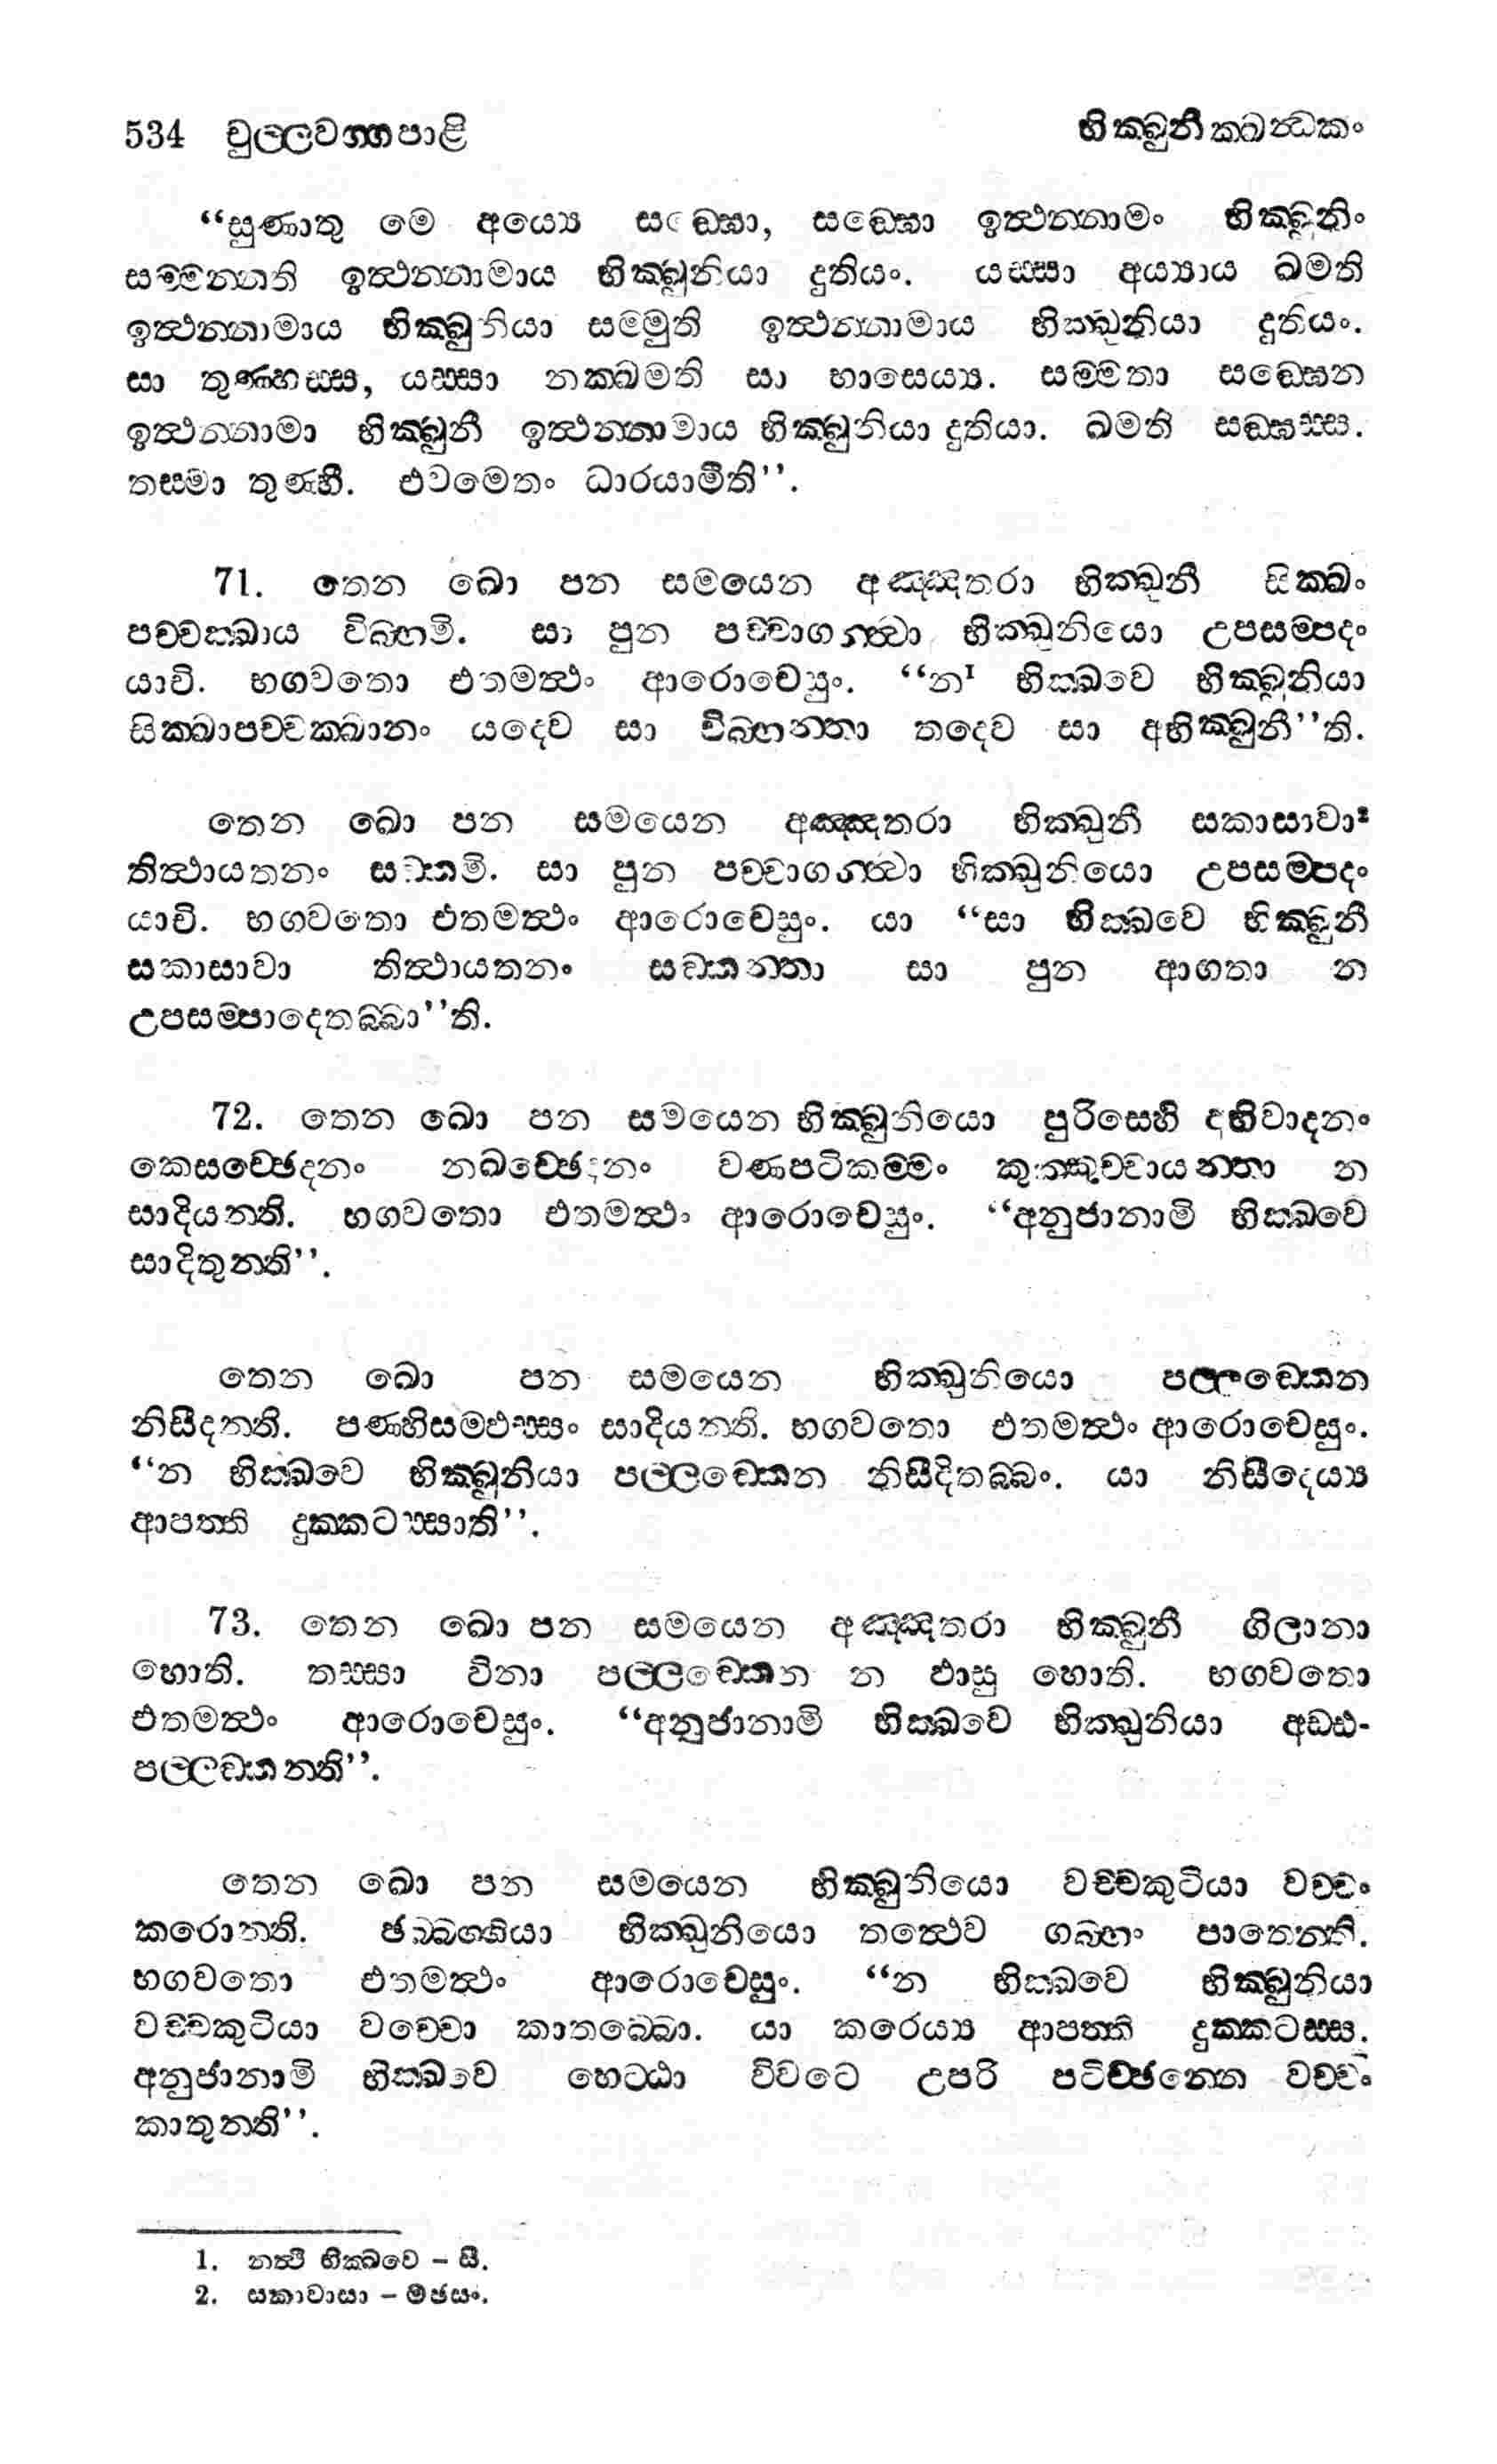 534 චුල්ලවග්ගපාළි භික්ඛුනීක්ඛන්ධකං
“සුණාතු මෙ අය්යෙ සඞ්ඝො, සඞ්ඝො ඉත්ථන්නාමං භික්ඛුනිං
සම්මන්නති ඉත්ථන්නාමාය භික්ඛුනියා දුතියං. යස්සා අය්යාය ඛමති
ඉත්ථන්නාමාය භික්ඛුනියා සම්මුති ඉත්ථන්නාමාය භික්ඛුනියා දුතියං.
සා තුණ්හස්ස, යස්සා නක්ඛමති සා භාසෙය්ය. සම්මතා සඞ්ඝෙන
ඉත්ථන්නාමා භික්ඛුනී ඉත්ථන්නාමාය භික්ඛුනියා දුතියා. ඛමති සඞ්ඝස්ස.
තස්මා තුණ්හී. එවමෙතං ධාරයාමීති’’.
71. තෙන ඛො පන සමයෙන අඤ්ඤතරා භික්ඛුනී සික්ඛං
පච්චක්ඛාය විබ්භමි. සා පුන පච්චාගන්ත්වා භික්ඛුනියො උපසම්පදං
යාචි. භගවතො එතමත්ථං ආරොචෙසුං. “න¹ භික්ඛවෙ භික්ඛුනියා
සික්ඛාපච්චක්ඛානං යදෙව සා විබ්භන්තා තදෙව සා අභික්ඛුනී’’ති.
තෙන ඛො පන සමයෙන අඤ්ඤතරා භික්ඛුනී සකාසාවා²
තිත්ථායතනං සඞ්කමි. සා පුන පච්චාගන්ත්වා භික්ඛුනියො උපසම්පදං
යාචි. භගවතො එතමත්ථං ආරොචෙසුං. යා “සා භික්ඛවෙ භික්ඛුනී
සකාසාවා තිත්ථායතනං සඞ්කන්තා සා පුන ආගතා න
උපසම්පාදෙතබ්බා’’ති.
72. තෙන ඛො පන සමයෙන භික්ඛුනියො පුරිසෙහි අභිවාදනං
කෙසච්ඡෙදනං නඛච්ඡෙදනං වණපටිකම්මං කුක්කුච්චායන්තා න
සාදියන්ති. භගවතො එතමත්ථං ආරොචෙසුං. “අනුජානාමි භික්ඛවෙ
සාදිතුන්ති’’.
තෙන ඛො පන සමයෙන භික්ඛුනියො පල්ලඞ්කෙන
නිසීදන්ති. පණ්හිසම්ඵස්සං සාදියන්ති. භගවතො එතමත්ථං ආරොචෙසුං.
“න භික්ඛවෙ භික්ඛුනියා පල්ලඞ්කෙන නිසීදිතබ්බං. යා නිසීදෙය්ය
ආපත්ති දුක්කටස්සාති’’.
73. තෙන ඛො පන සමයෙන අඤ්ඤතරා භික්ඛුනී ගිලානා
හොති. තස්සා විනා පල්ලඞ්කෙන න ඵාසු හොති. භගවතො
එතමත්ථං ආරොචෙසුං. “අනුජානාමි භික්ඛවෙ භික්ඛුනියා අඩ්ඪ-
පල්ලඞ්කන්ති’’.
තෙන ඛො පන සමයෙන භික්ඛුනියො වච්චකුටියා වච්චං
කරොන්ති. ඡබ්බග්ගියා භික්ඛුනියො තත්ථෙව ගබ්භං පාතෙන්ති.
භගවතො එතමත්ථං ආරොචෙසුං. “න භික්ඛවෙ භික්ඛුනියා
වච්චකුටියා වච්චො කාතබ්බො. යා කරෙය්ය ආපත්ති දුක්කටස්ස.
අනුජානාමි භික්ඛවෙ හෙට්ඨා විවටෙ උපරි පටිච්ඡන්නෙ වච්චං
කාතුන්ති’’.
1. නත්ථි භික්ඛවෙ – සී.
2. සකාවාසා – මඡසං.